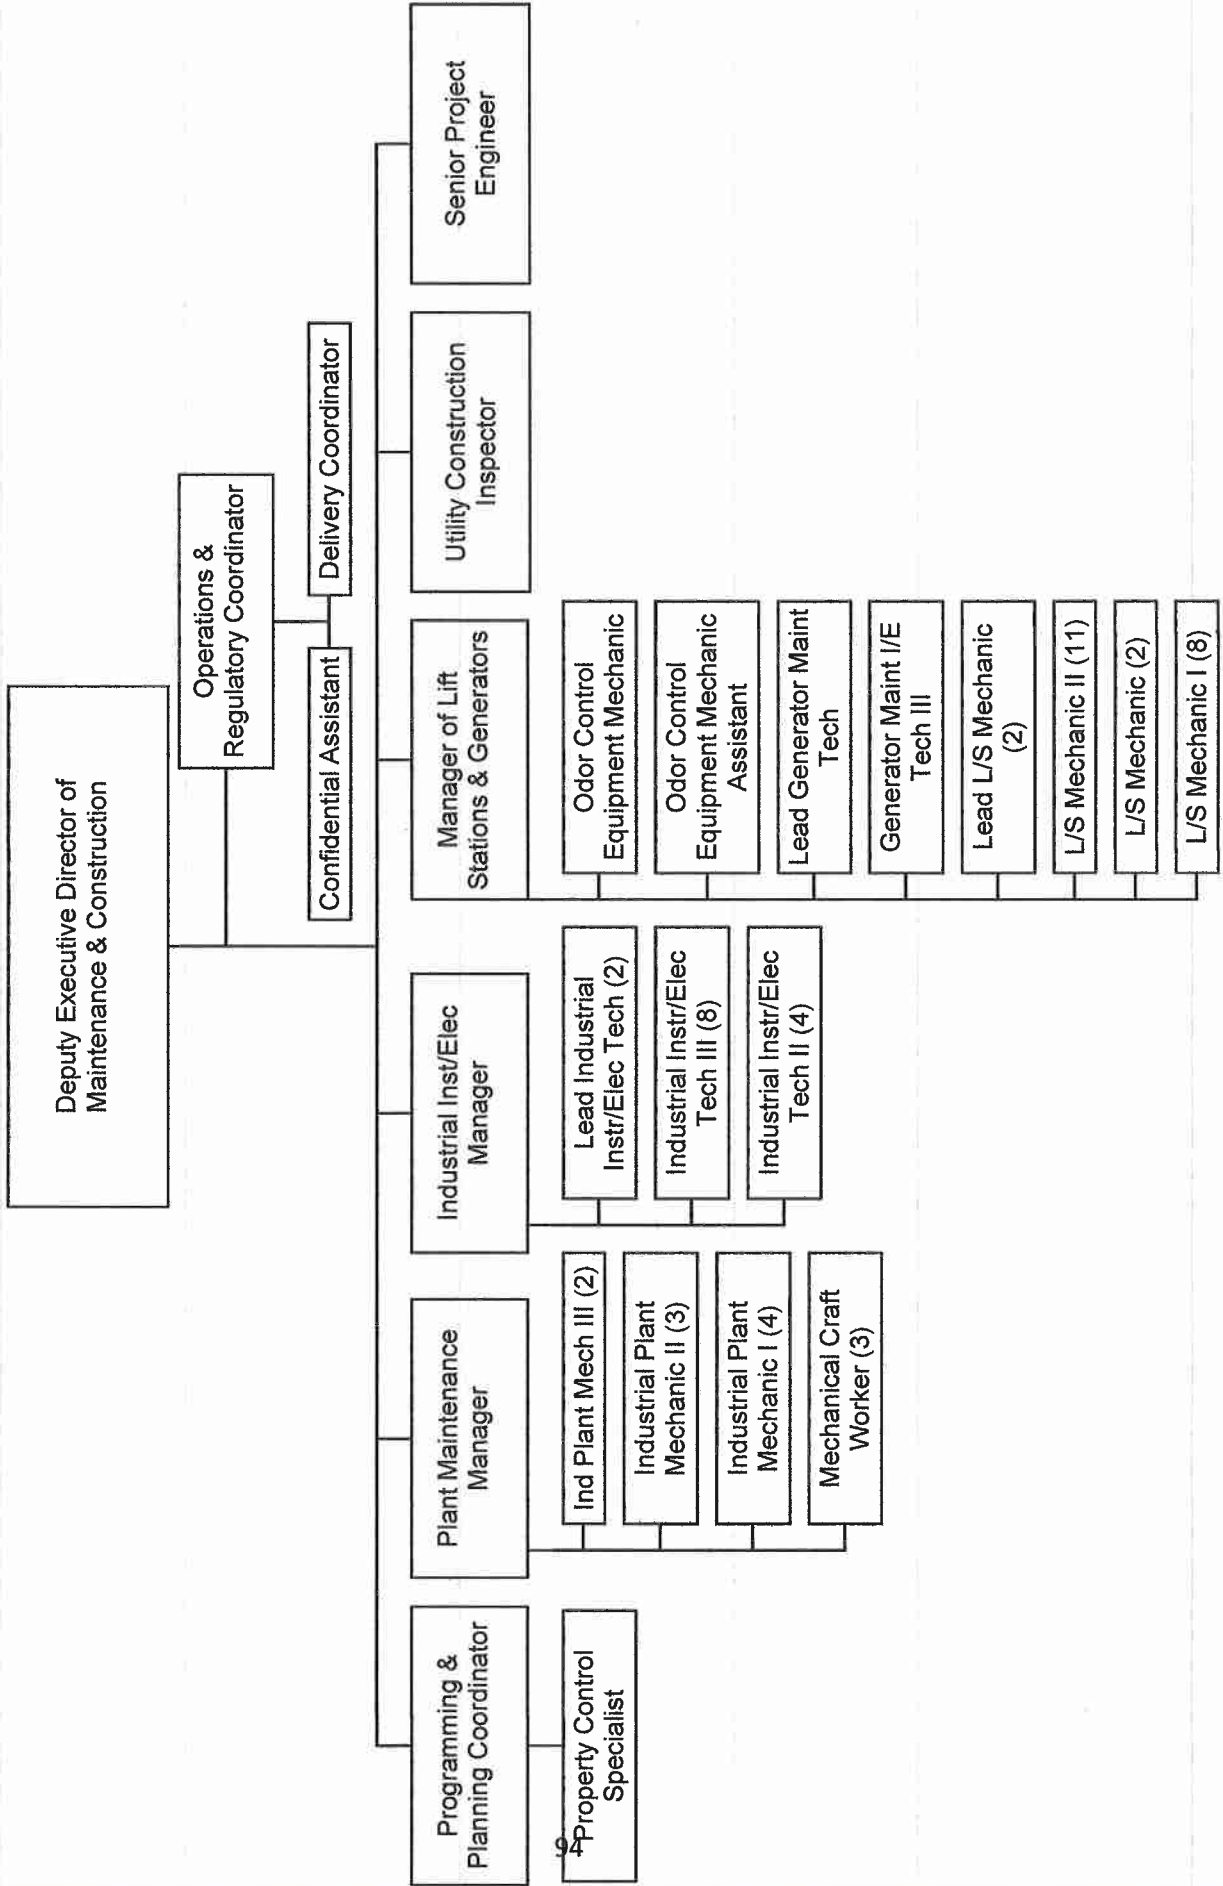 Deputy Executive Director of
Maintenance & Construction
Operations &
Regulatory Coordinator
Confidential Assistant
Delivery Coordinator
Programming &
Planning Coordinator
Property Control
Specialist
Plant Maintenance
Manager
Ind Plant Mech III (2)
Industrial Plant
Mechanic II (3)
Industrial Plant
Mechanic I (4)
Mechanical Craft
Worker (3)
Industrial Inst/Elec
Manager
Lead Industrial
Instr/Elec Tech (2)
Industrial Instr/Elec
Tech III (8)
Industrial Instr/Elec
Tech II (4)
Manager of Lift
Stations & Generators
Odor Control
Equipment Mechanic
Odor Control
Equipment Mechanic
Assistant
Lead Generator Maint
Tech
Generator Maint I/E
Tech III
Lead L/S Mechanic
(2)
L/S Mechanic II (11)
L/S Mechanic (2)
L/S Mechanic I (8)
Utility Construction
Inspector
Senior Project
Engineer
94